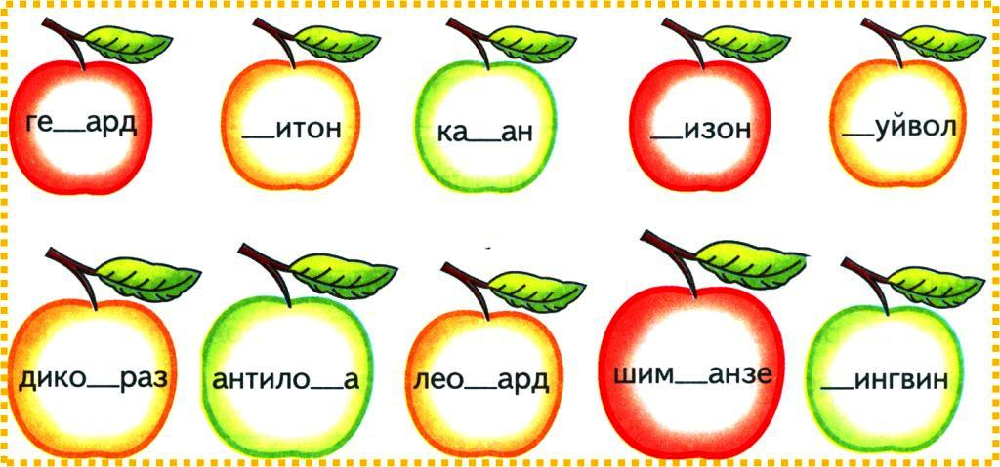 ге__ард
__итон
ка__ан
__изон
__уйвол
дико__раз
антило__а
лео__ард
шим__анзе
__ингвин